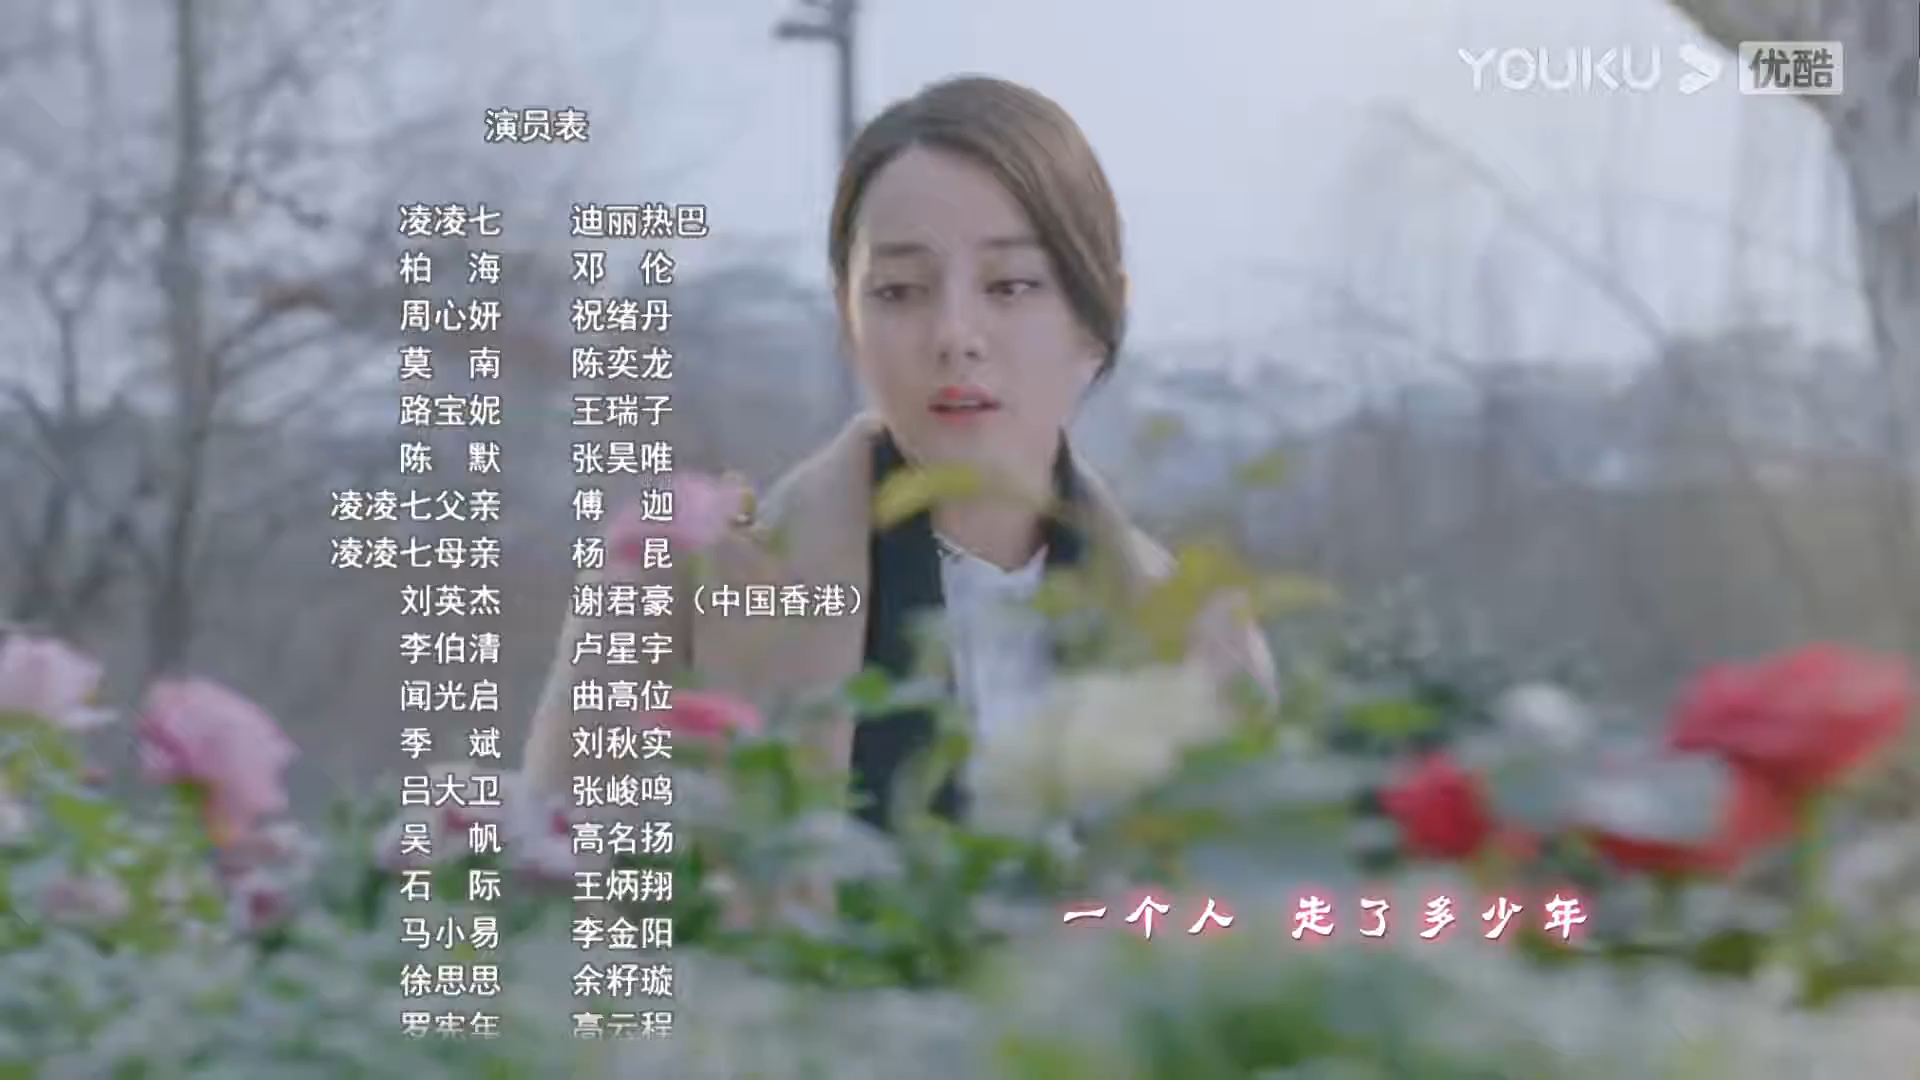 YOUKU 优酷
演员表
凌凌七 迪丽热巴
柏 海 邓 伦
周心妍 祝绪丹
莫 南 陈奕龙
路宝妮 王瑞子
陈 默 张昊唯
凌凌七父亲 傅 迦
凌凌七母亲 杨 昆
刘英杰 谢君豪（中国香港）
李伯清 卢星宇
闻光启 曲高位
季 斌 刘秋实
吕大卫 张峻鸣
吴 帆 高名扬
石 际 王炳翔
马小易 李金阳
徐思思 余籽璇
罗宪年 高云程
一个人 走了多少年